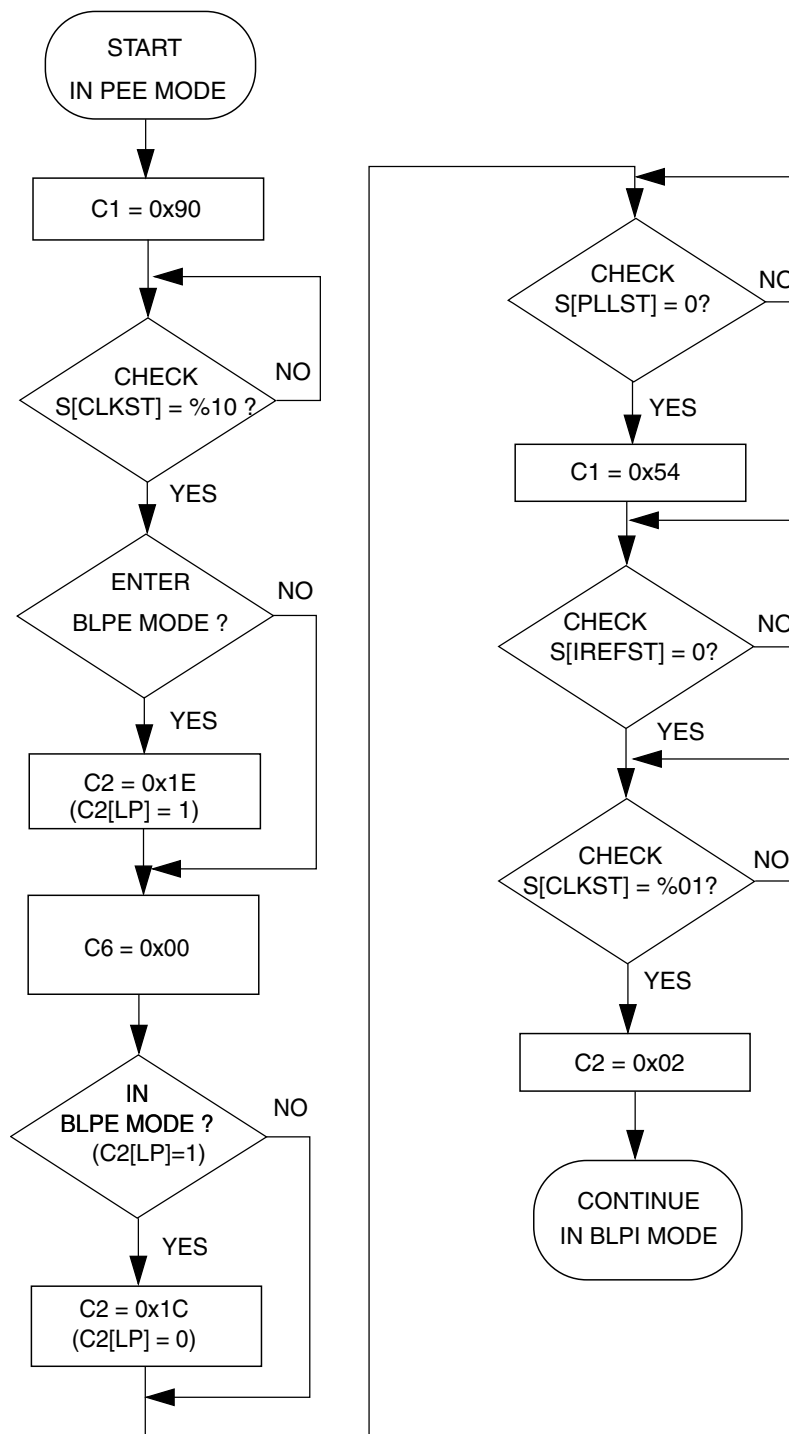 START
IN PEE MODE
C1 = 0x90
CHECK
S[CLKST] = %10 ?
NO
YES
ENTER
BLPE MODE ?
NO
YES
C2 = 0x1E
(C2[LP] = 1)
C6 = 0x00
IN
BLPE MODE ?
(C2[LP]=1)
NO
YES
C2 = 0x1C
(C2[LP] = 0)
CHECK
S[PLLST] = 0?
NO
YES
C1 = 0x54
CHECK
S[IREFST] = 0?
NO
YES
CHECK
S[CLKST] = %01?
NO
YES
C2 = 0x02
CONTINUE
IN BLPI MODE